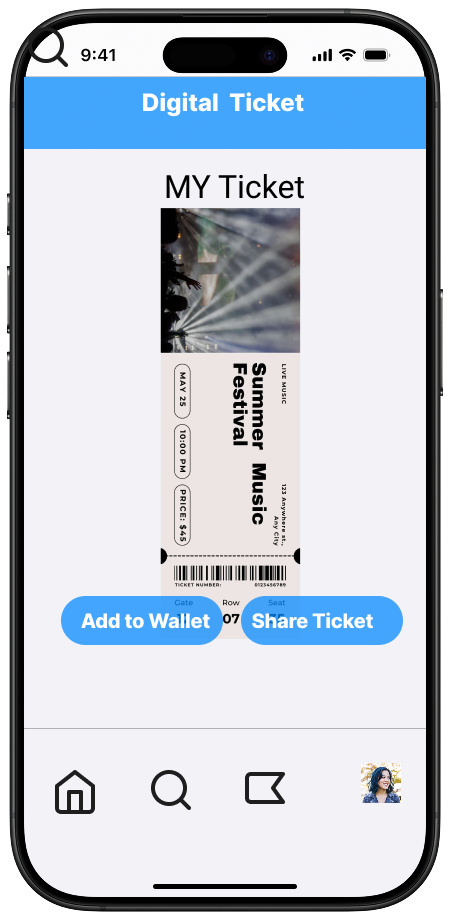 9:41
Digital Ticket
MY Ticket
LIVE MUSIC
Summer Music
Festival
123 Anywhere st.,
Any City
MAY 25
10:00 PM
PRICE: $45
TICKET NUMBER:
0123456789
Gate
Row
Seat
07
Add to Wallet
Share Ticket